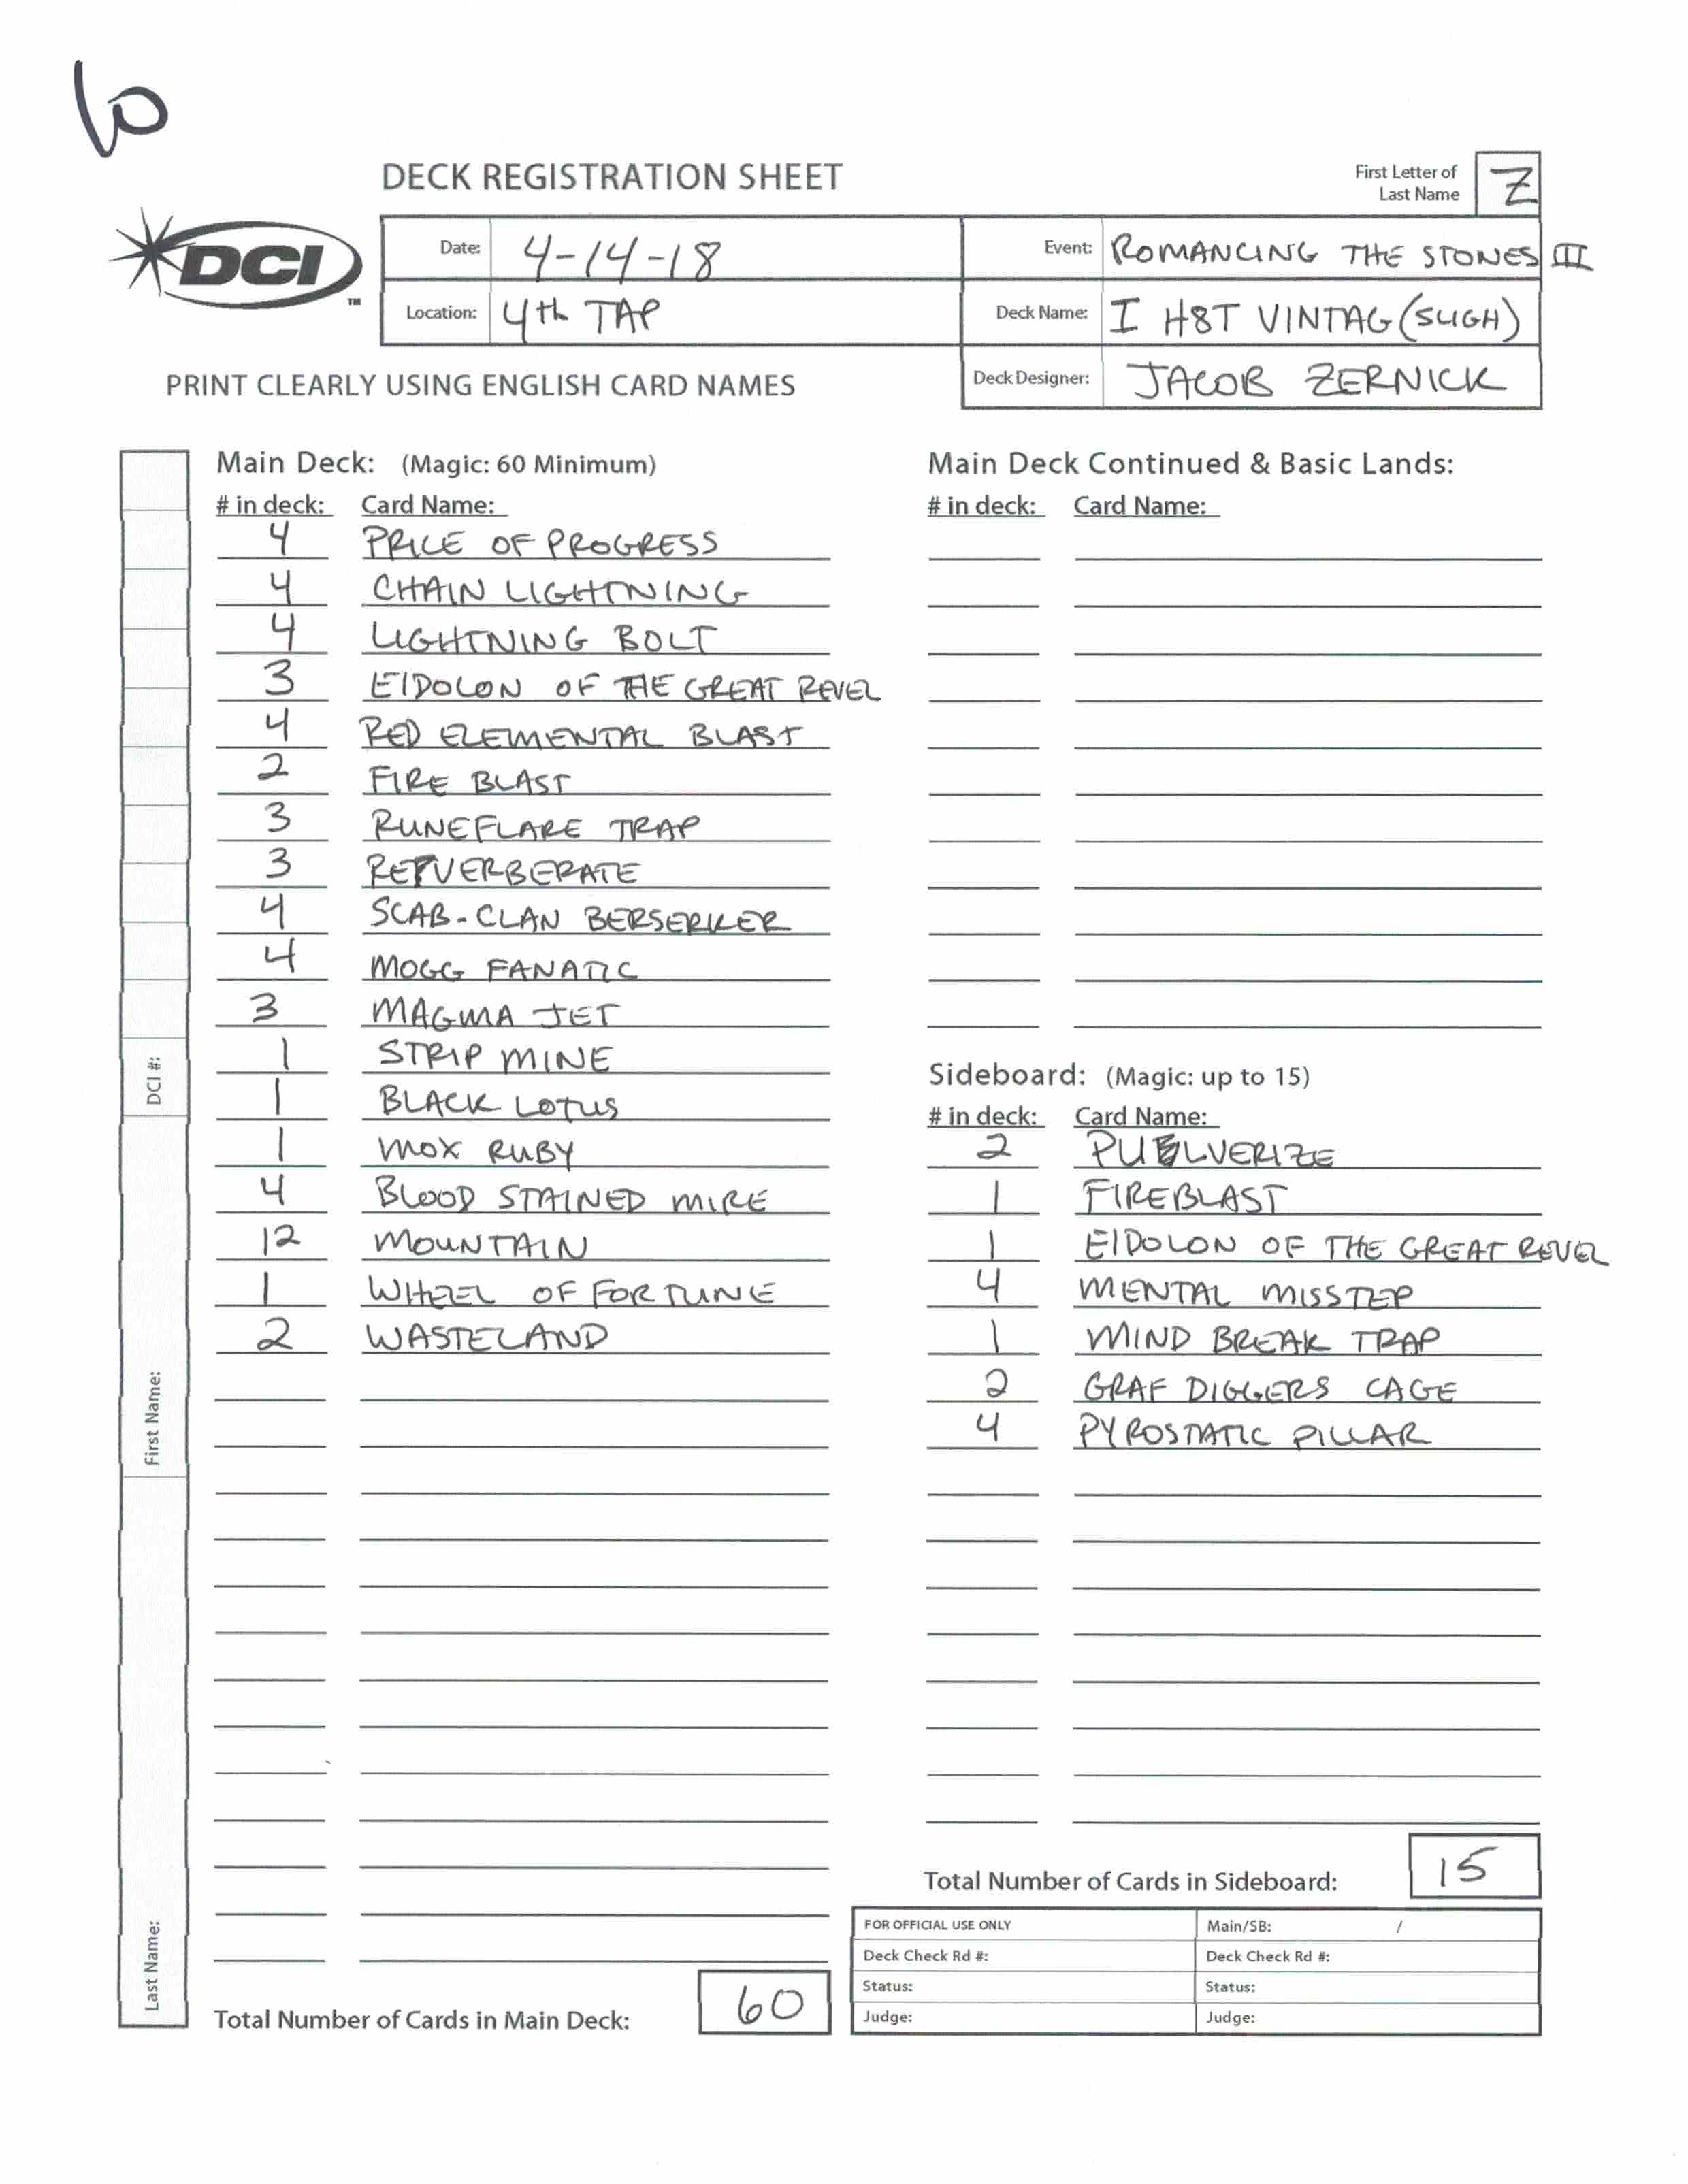 6
DECK REGISTRATION SHEET
First Letter of Last Name Z
DCI TM
Date: 4-14-18
Event: ROMANCING THE STONES III
Location: 4th TAP
Deck Name: I H8T VINTAG (SLIGH)
PRINT CLEARLY USING ENGLISH CARD NAMES
Deck Designer: JACOB ZERNICK
Main Deck: (Magic: 60 Minimum)
# in deck: Card Name:
4 PRICE OF PROGRESS
4 CHAIN LIGHTNING
4 LIGHTNING BOLT
3 EIDOLON OF THE GREAT REVEL
4 RED ELEMENTAL BLAST
2 FIRE BLAST
3 RUNEFLARE TRAP
3 REVERBERATE
4 SCAB-CLAN BERSERKER
4 MOGG FANATIC
3 MAGMA JET
1 STRIP MINE
1 BLACK LOTUS
1 MOX RUBY
4 BLOOD STAINED MIRE
12 MOUNTAIN
1 WHEEL OF FORTUNE
2 WASTELAND
Total Number of Cards in Main Deck: 60
Main Deck Continued & Basic Lands:
# in deck: Card Name:
Sideboard: (Magic: up to 15)
# in deck: Card Name:
2 PULVERIZE
1 FIREBLAST
1 EIDOLON OF THE GREAT REVEL
4 MENTAL MISSTEP
1 MIND BREAK TRAP
2 GRAF DIGGERS CAGE
4 PYROSTATIC PILLAR
Total Number of Cards in Sideboard: 15
FOR OFFICIAL USE ONLY
Main/SB: /
Deck Check Rd #:
Deck Check Rd #:
Status:
Status:
Judge:
Judge:
DCI #:
First Name:
Last Name: